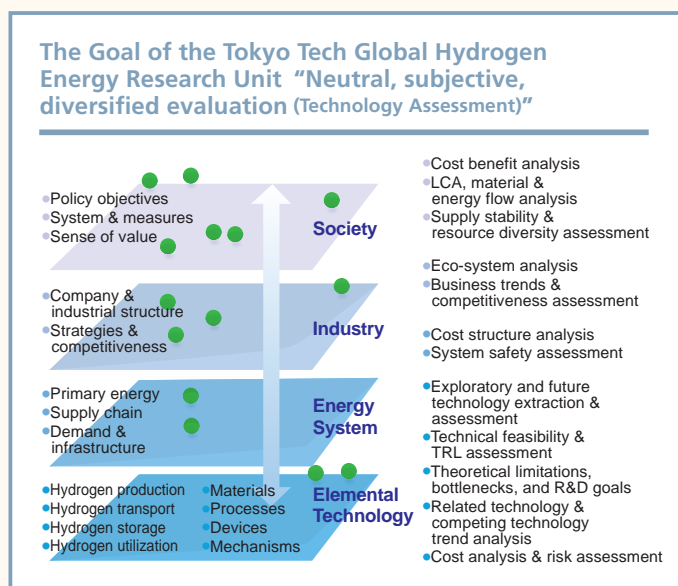 The Goal of the Tokyo Tech Global Hydrogen
Energy Research Unit “Neutral, subjective,
diversified evaluation (Technology Assessment)”
•Policy objectives
•System & measures
•Sense of value
Society
•Company &
industrial structure
•Strategies &
competitiveness
Industry
•Primary energy
•Supply chain
•Demand &
infrastructure
Energy
System
•Hydrogen production
•Hydrogen transport
•Hydrogen storage
•Hydrogen utilization
•Materials
•Processes
•Devices
•Mechanisms
Elemental
Technology
•Cost benefit analysis
•LCA, material &
energy flow analysis
•Supply stability &
resource diversity assessment
•Eco-system analysis
•Business trends &
competitiveness assessment
•Cost structure analysis
•System safety assessment
•Exploratory and future
technology extraction &
assessment
•Technical feasibility &
TRL assessment
•Theoretical limitations,
bottlenecks, and R&D goals
•Related technology &
competing technology
trend analysis
•Cost analysis & risk assessment